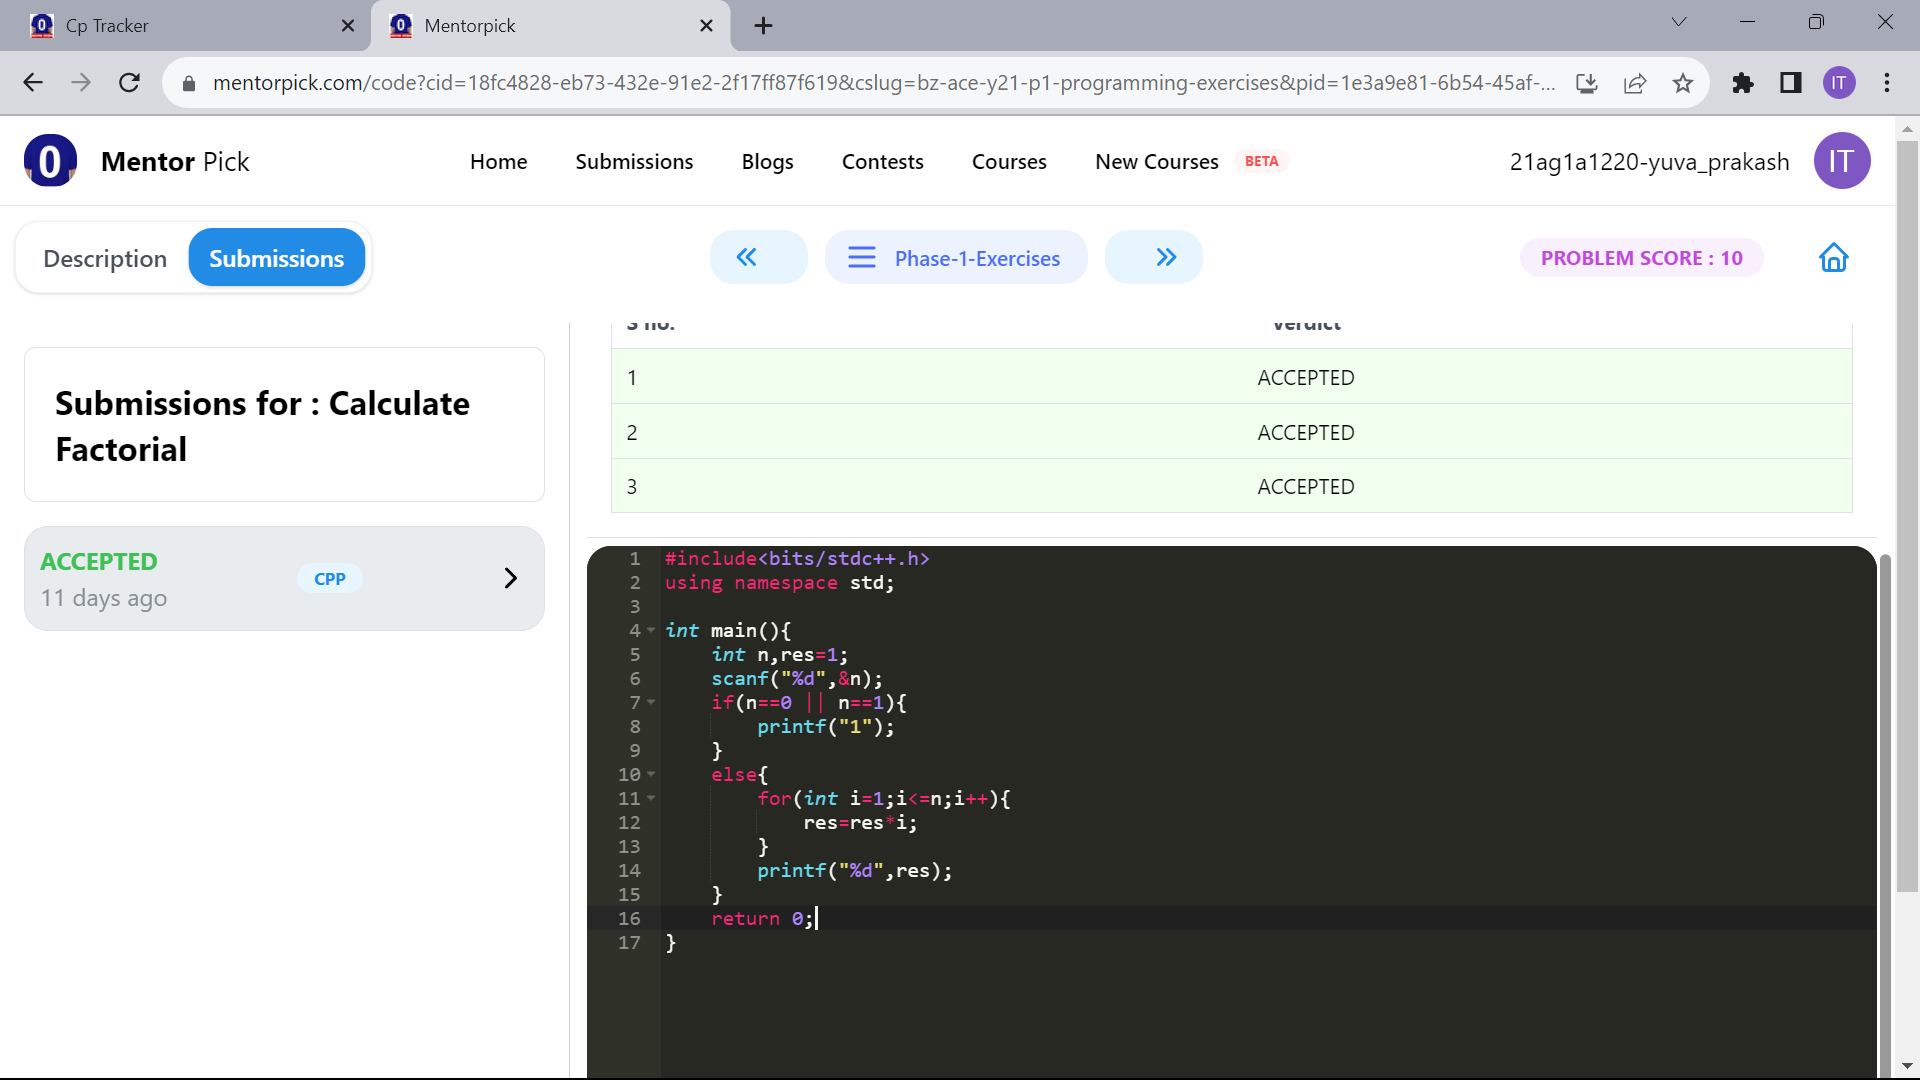 Cp Tracker
Mentorpick
mentorpick.com/code?cid=18fc4828-eb73-432e-91e2-2f17ff87f619&cslug=bz-ace-y21-p1-programming-exercises&pid=1e3a9e81-6b54-45af-...
IT
0
Mentor Pick
Home
Submissions
Blogs
Contests
Courses
New Courses
BETA
21ag1a1220-yuva_prakash
IT
Description
Submissions
Phase-1-Exercises
PROBLEM SCORE : 10
S no. Verdict
1 ACCEPTED
2 ACCEPTED
3 ACCEPTED
Submissions for : Calculate
Factorial
ACCEPTED
11 days ago
CPP
1 #include<bits/stdc++.h>
2 using namespace std;
3
4 int main(){
5     int n,res=1;
6     scanf("%d",&n);
7     if(n==0 || n==1){
8         printf("1");
9     }
10     else{
11         for(int i=1;i<=n;i++){
12             res=res*i;
13         }
14         printf("%d",res);
15     }
16     return 0;
17 }